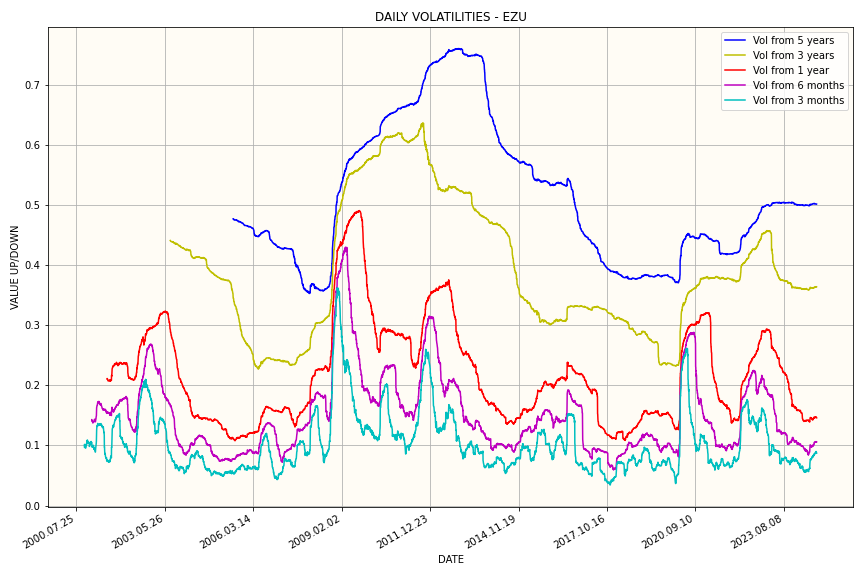 DAILY VOLATILITIES - EZU
Vol from 5 years
Vol from 3 years
Vol from 1 year
Vol from 6 months
Vol from 3 months
VALUE UP/DOWN
0.7
0.6
0.5
0.4
0.3
0.2
0.1
0.0
2000.07.25
2003.05.26
2006.03.14
2009.02.02
2011.12.23
2014.11.19
2017.10.16
2020.09.10
2023.08.08
DATE